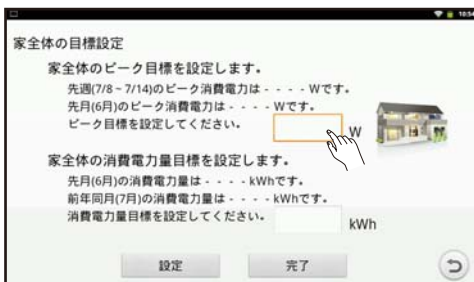 10:54
家全体の目標設定
家全体のピーク目標を設定します。
先週(7/8 ~ 7/14)のピーク消費電力は - - - - Wです。
先月(6月)のピーク消費電力は - - - - Wです。
ピーク目標を設定してください。
W
家全体の消費電力量目標を設定します。
先月(6月)の消費電力量は - - - - kWhです。
前年同月(7月)の消費電力量は - - - - kWhです。
消費電力量目標を設定してください。
kWh
設定 完了